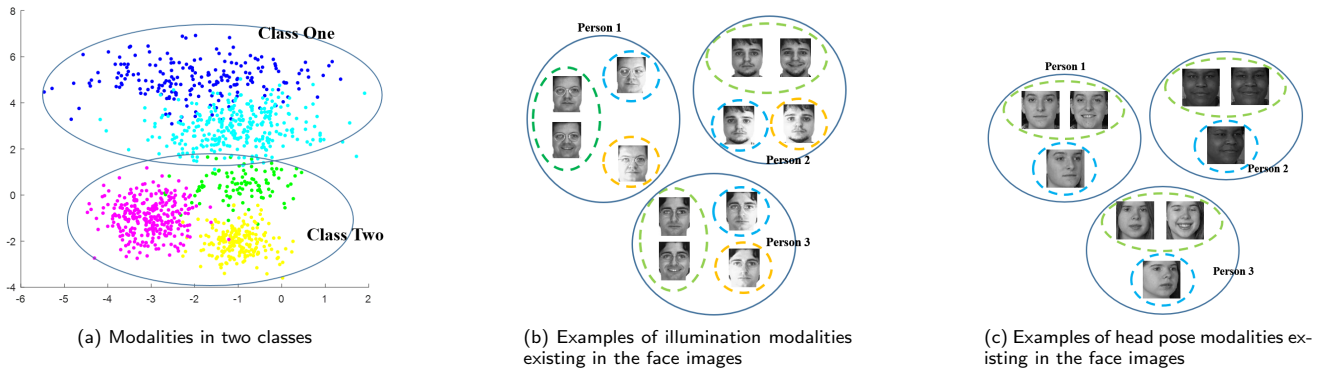 8
6
4
2
0
-2
-4
-6 -5 -4 -3 -2 -1 0 1 2
Class One
Class Two
(a) Modalities in two classes
Person 1
Person 2
Person 3
(b) Examples of illumination modalities
existing in the face images
Person 1
Person 2
Person 3
(c) Examples of head pose modalities ex-
isting in the face images